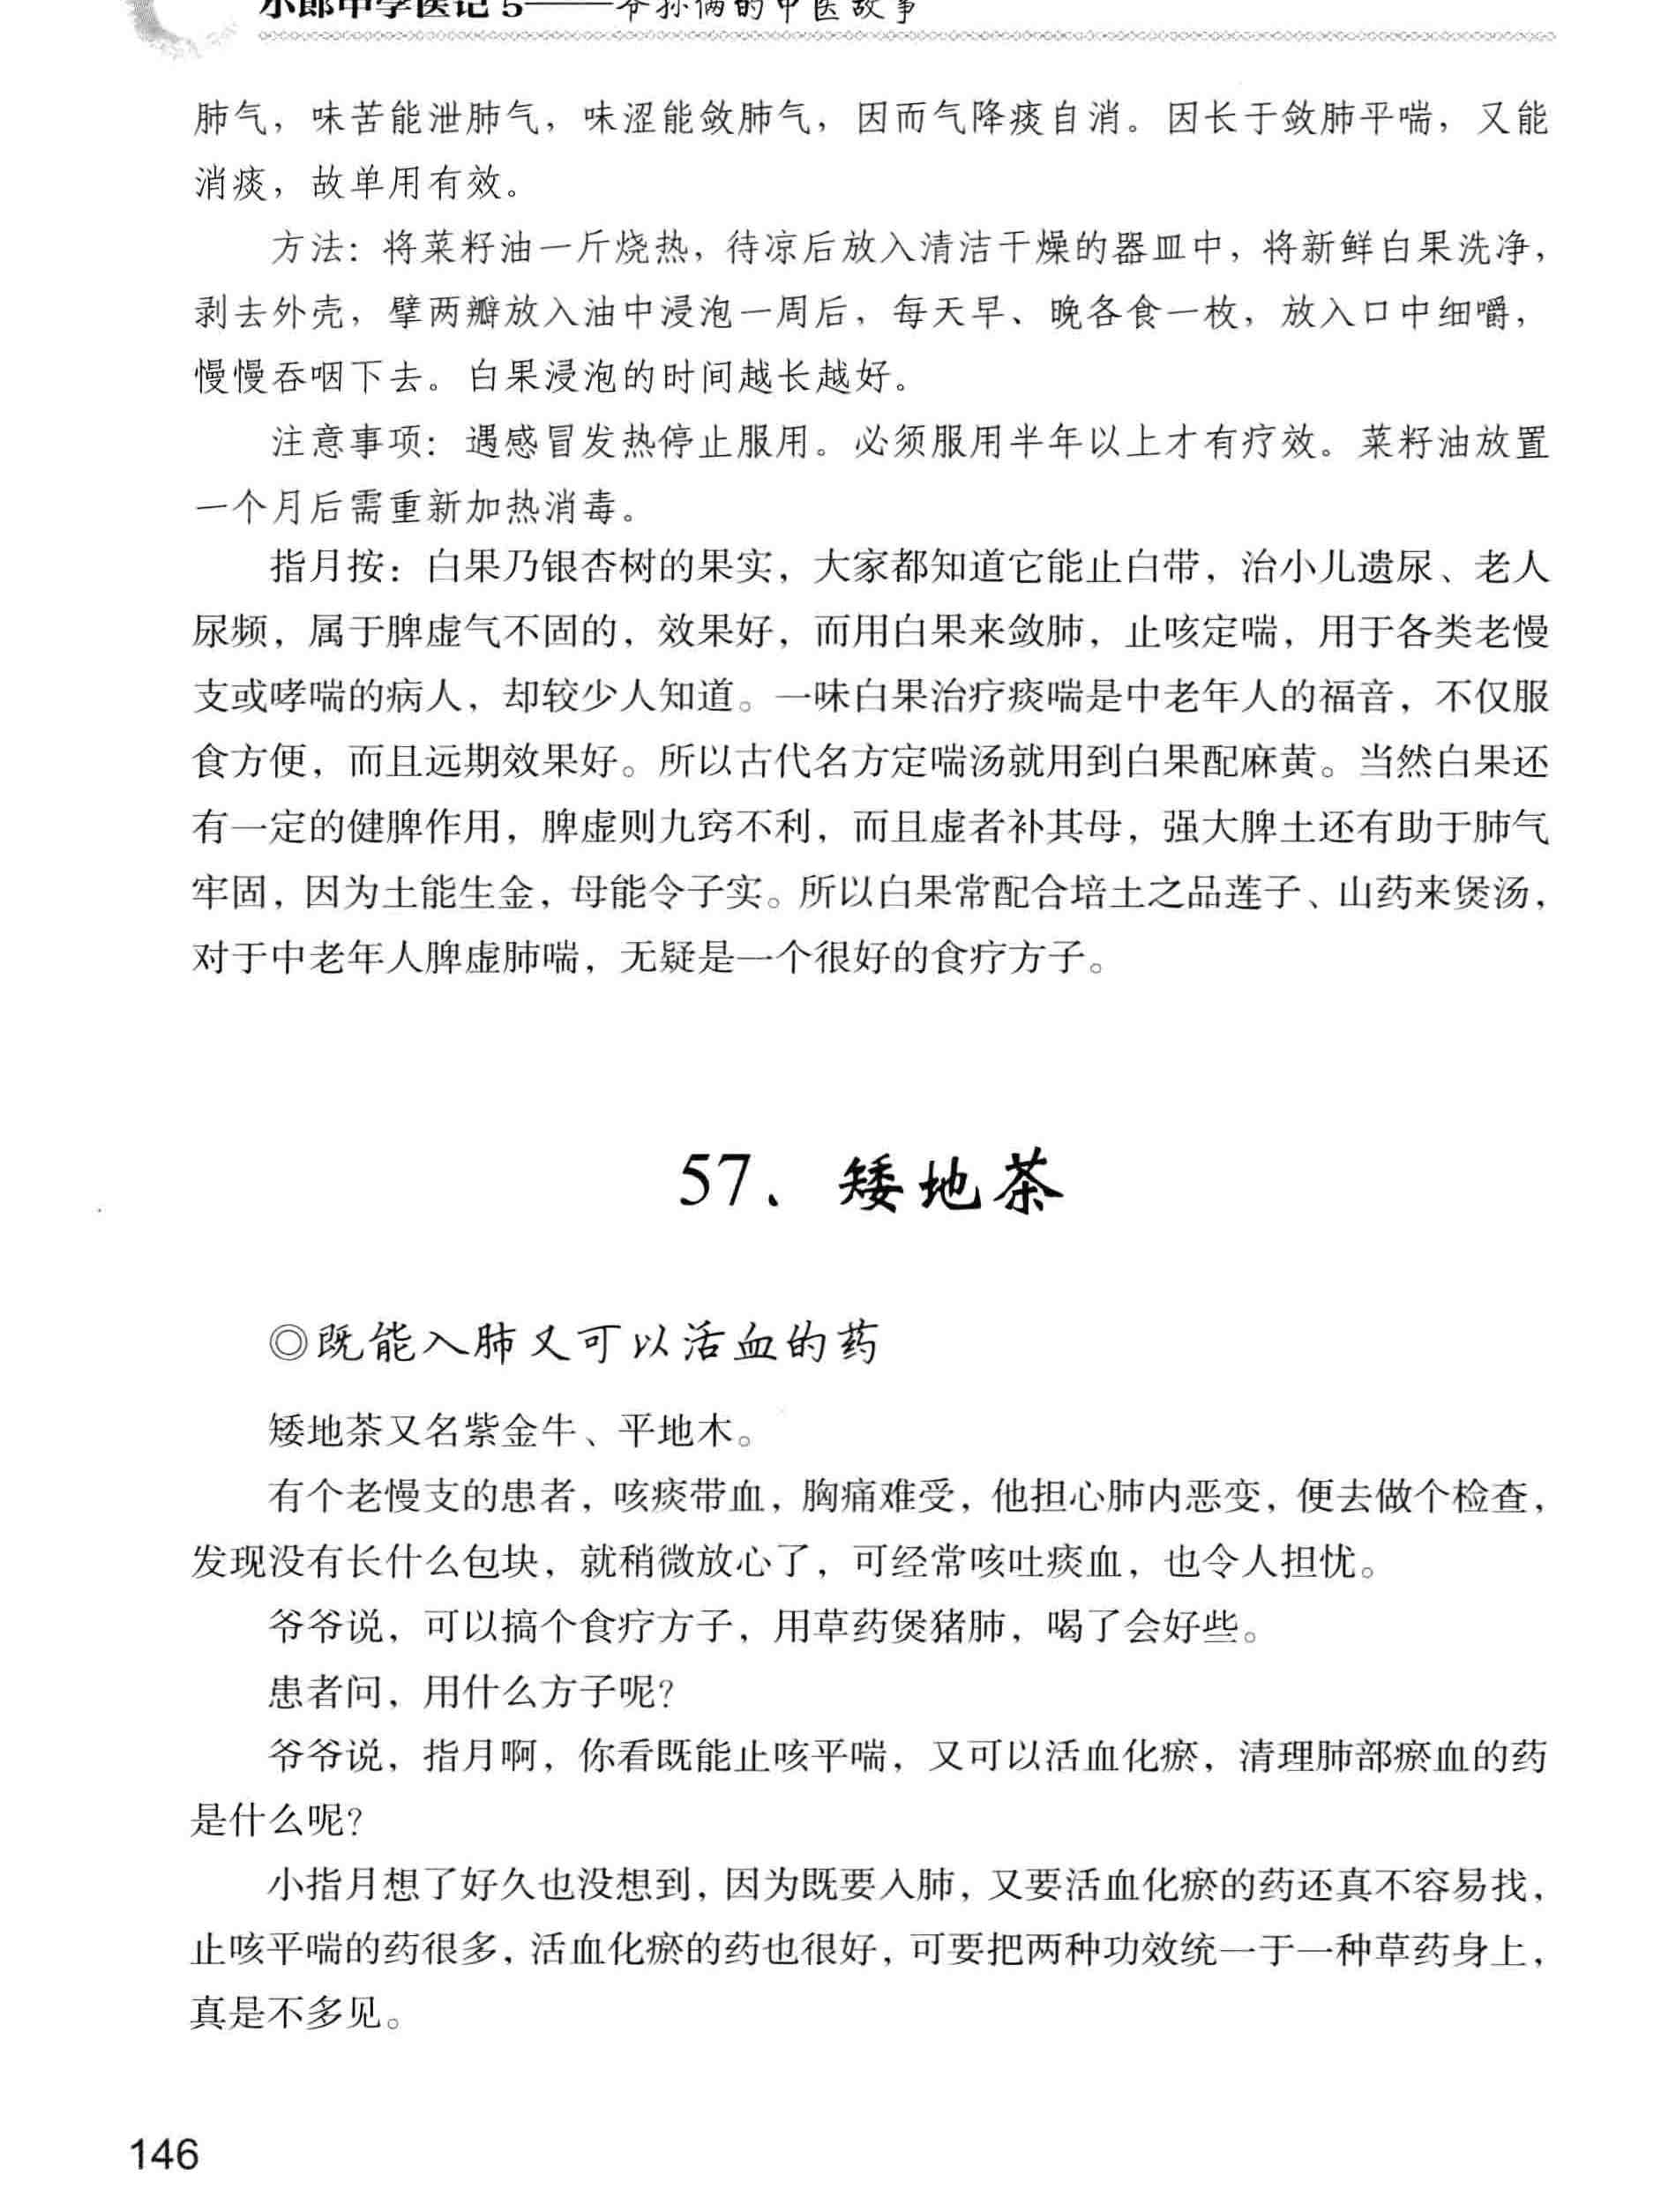 小郎中学医记5——爷孙俩的中医故事
肺气，味苦能泄肺气，味涩能敛肺气，因而气降痰自消。因长于敛肺平喘，又能
消痰，故单用有效。
方法：将菜籽油一斤烧热，待凉后放入清洁干燥的器皿中，将新鲜白果洗净，
剥去外壳，擘两瓣放入油中浸泡一周后，每天早、晚各食一枚，放入口中细嚼，
慢慢吞咽下去。白果浸泡的时间越长越好。
注意事项：遇感冒发热停止服用。必须服用半年以上才有疗效。菜籽油放置
一个月后需重新加热消毒。
指月按：白果乃银杏树的果实，大家都知道它能止白带，治小儿遗尿、老人
尿频，属于脾虚气不固的，效果好，而用白果来敛肺，止咳定喘，用于各类老慢
支或哮喘的病人，却较少人知道。一味白果治疗痰喘是中老年人的福音，不仅服
食方便，而且远期效果好。所以古代名方定喘汤就用到白果配麻黄。当然白果还
有一定的健脾作用，脾虚则九窍不利，而且虚者补其母，强大脾土还有助于肺气
牢固，因为土能生金，母能令子实。所以白果常配合培土之品莲子、山药来煲汤，
对于中老年人脾虚肺喘，无疑是一个很好的食疗方子。
57、矮地茶
◎既能入肺又可以活血的药
矮地茶又名紫金牛、平地木。
有个老慢支的患者，咳痰带血，胸痛难受，他担心肺内恶变，便去做个检查，
发现没有长什么包块，就稍微放心了，可经常咳吐痰血，也令人担忧。
爷爷说，可以搞个食疗方子，用草药煲猪肺，喝了会好些。
患者问，用什么方子呢？
爷爷说，指月啊，你看既能止咳平喘，又可以活血化瘀，清理肺部瘀血的药
是什么呢？
小指月想了好久也没想到，因为既要入肺，又要活血化瘀的药还真不容易找，
止咳平喘的药很多，活血化瘀的药也很好，可要把两种功效统一于一种草药身上，
真是不多见。
146